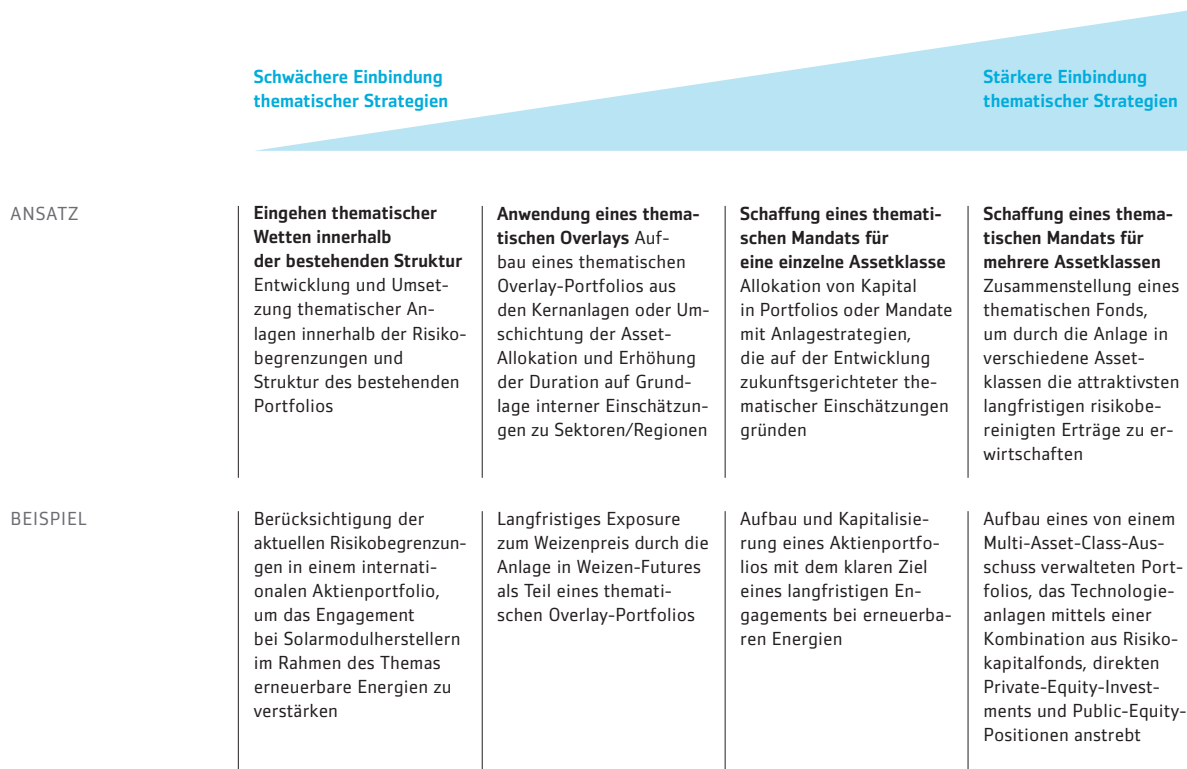 Schwächere Einbindung
thematischer Strategien
Stärkere Einbindung
thematischer Strategien
ANSATZ
Eingehen thematischer
Wetten innerhalb
der bestehenden Struktur
Entwicklung und Umset-
zung thematischer An-
lagen innerhalb der Risiko-
begrenzungen und
Struktur des bestehenden
Portfolios
Anwendung eines thema-
tischen Overlays Auf-
bau eines thematischen
Overlay-Portfolios aus
den Kernanlagen oder Um-
schichtung der Asset-
Allokation und Erhöhung
der Duration auf Grund-
lage interner Einschätzun-
gen zu Sektoren/Regionen
Schaffung eines themati-
schen Mandats für
eine einzelne Assetklasse
Allokation von Kapital
in Portfolios oder Mandate
mit Anlagestrategien,
die auf der Entwicklung
zukunftsgerichteter the-
matischer Einschätzungen
gründen
Schaffung eines thema-
tischen Mandats für
mehrere Assetklassen
Zusammenstellung eines
thematischen Fonds,
um durch die Anlage in
verschiedene Asset-
klassen die attraktivsten
langfristigen risikobe-
reinigten Erträge zu er-
wirtschaften
BEISPIEL
Berücksichtigung der
aktuellen Risikobegrenzun-
gen in einem internati-
onalen Aktienportfolio,
um das Engagement
bei Solarmodulherstellern
im Rahmen des Themas
erneuerbare Energien zu
verstärken
Langfristiges Exposure
zum Weizenpreis durch die
Anlage in Weizen-Futures
als Teil eines themati-
schen Overlay-Portfolios
Aufbau und Kapitalisie-
rung eines Aktienportfo-
lios mit dem klaren Ziel
eines langfristigen En-
gagements bei erneuerba-
ren Energien
Aufbau eines von einem
Multi-Asset-Class-Aus-
schuss verwalteten Port-
folios, das Technologie-
anlagen mittels einer
Kombination aus Risiko-
kapitalfonds, direkten
Private-Equity-Invest-
ments und Public-Equity-
Positionen anstrebt